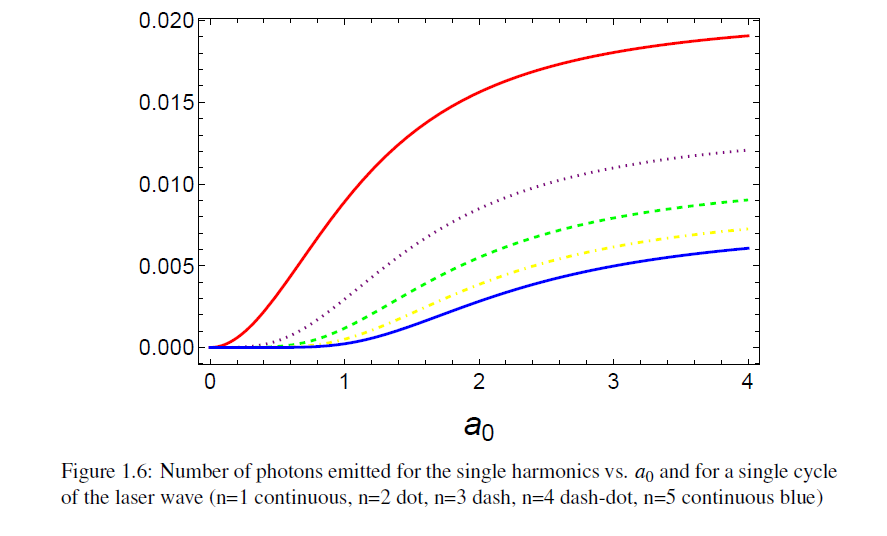 0.020
0.015
0.010
0.005
0.000
0 1 2 3 4
a0
Figure 1.6: Number of photons emitted for the single harmonics vs. a0 and for a single cycle
of the laser wave (n=1 continuous, n=2 dot, n=3 dash, n=4 dash-dot, n=5 continuous blue)